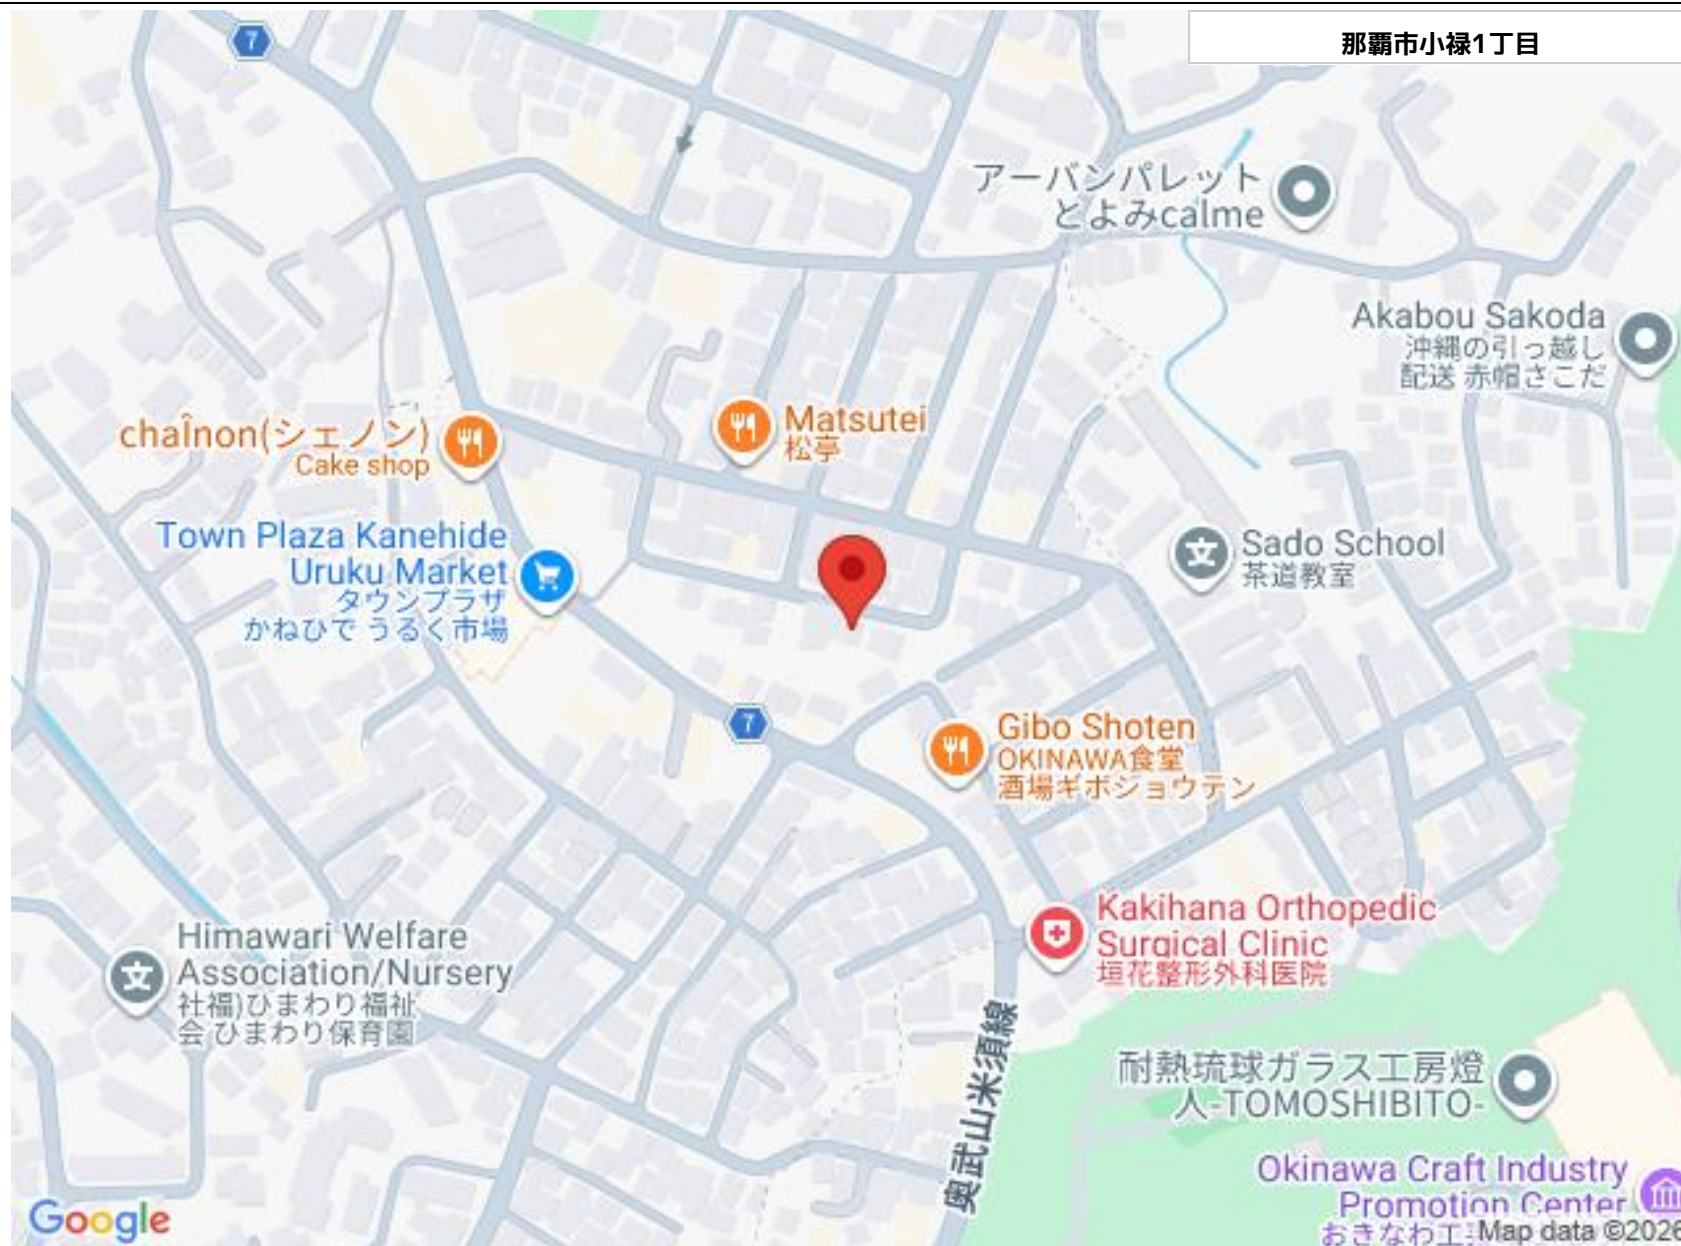 那覇市小禄1丁目
7
アーバンパレット
とよみcalme
Akabou Sakoda
沖縄の引っ越し
配送 赤帽さこだ
chaÎnon(シェノン)
Cake shop
Matsutei
松亭
Town Plaza Kanehide
Uruku Market
タウンプラザ
かねひで うるく市場
Sado School
茶道教室
7
Gibo Shoten
OKINAWA食堂
酒場ギボジョウテン
Kakihana Orthopedic
Surgical Clinic
垣花整形外科医院
Himawari Welfare
Association/Nursery
社福)ひまわり福祉
会 ひまわり保育園
奥武山米須線
耐熱琉球ガラス工房燈
人-TOMOSHIBITO-
Okinawa Craft Industry
Promotion Center
おきなわ工
Google
Map data ©2026